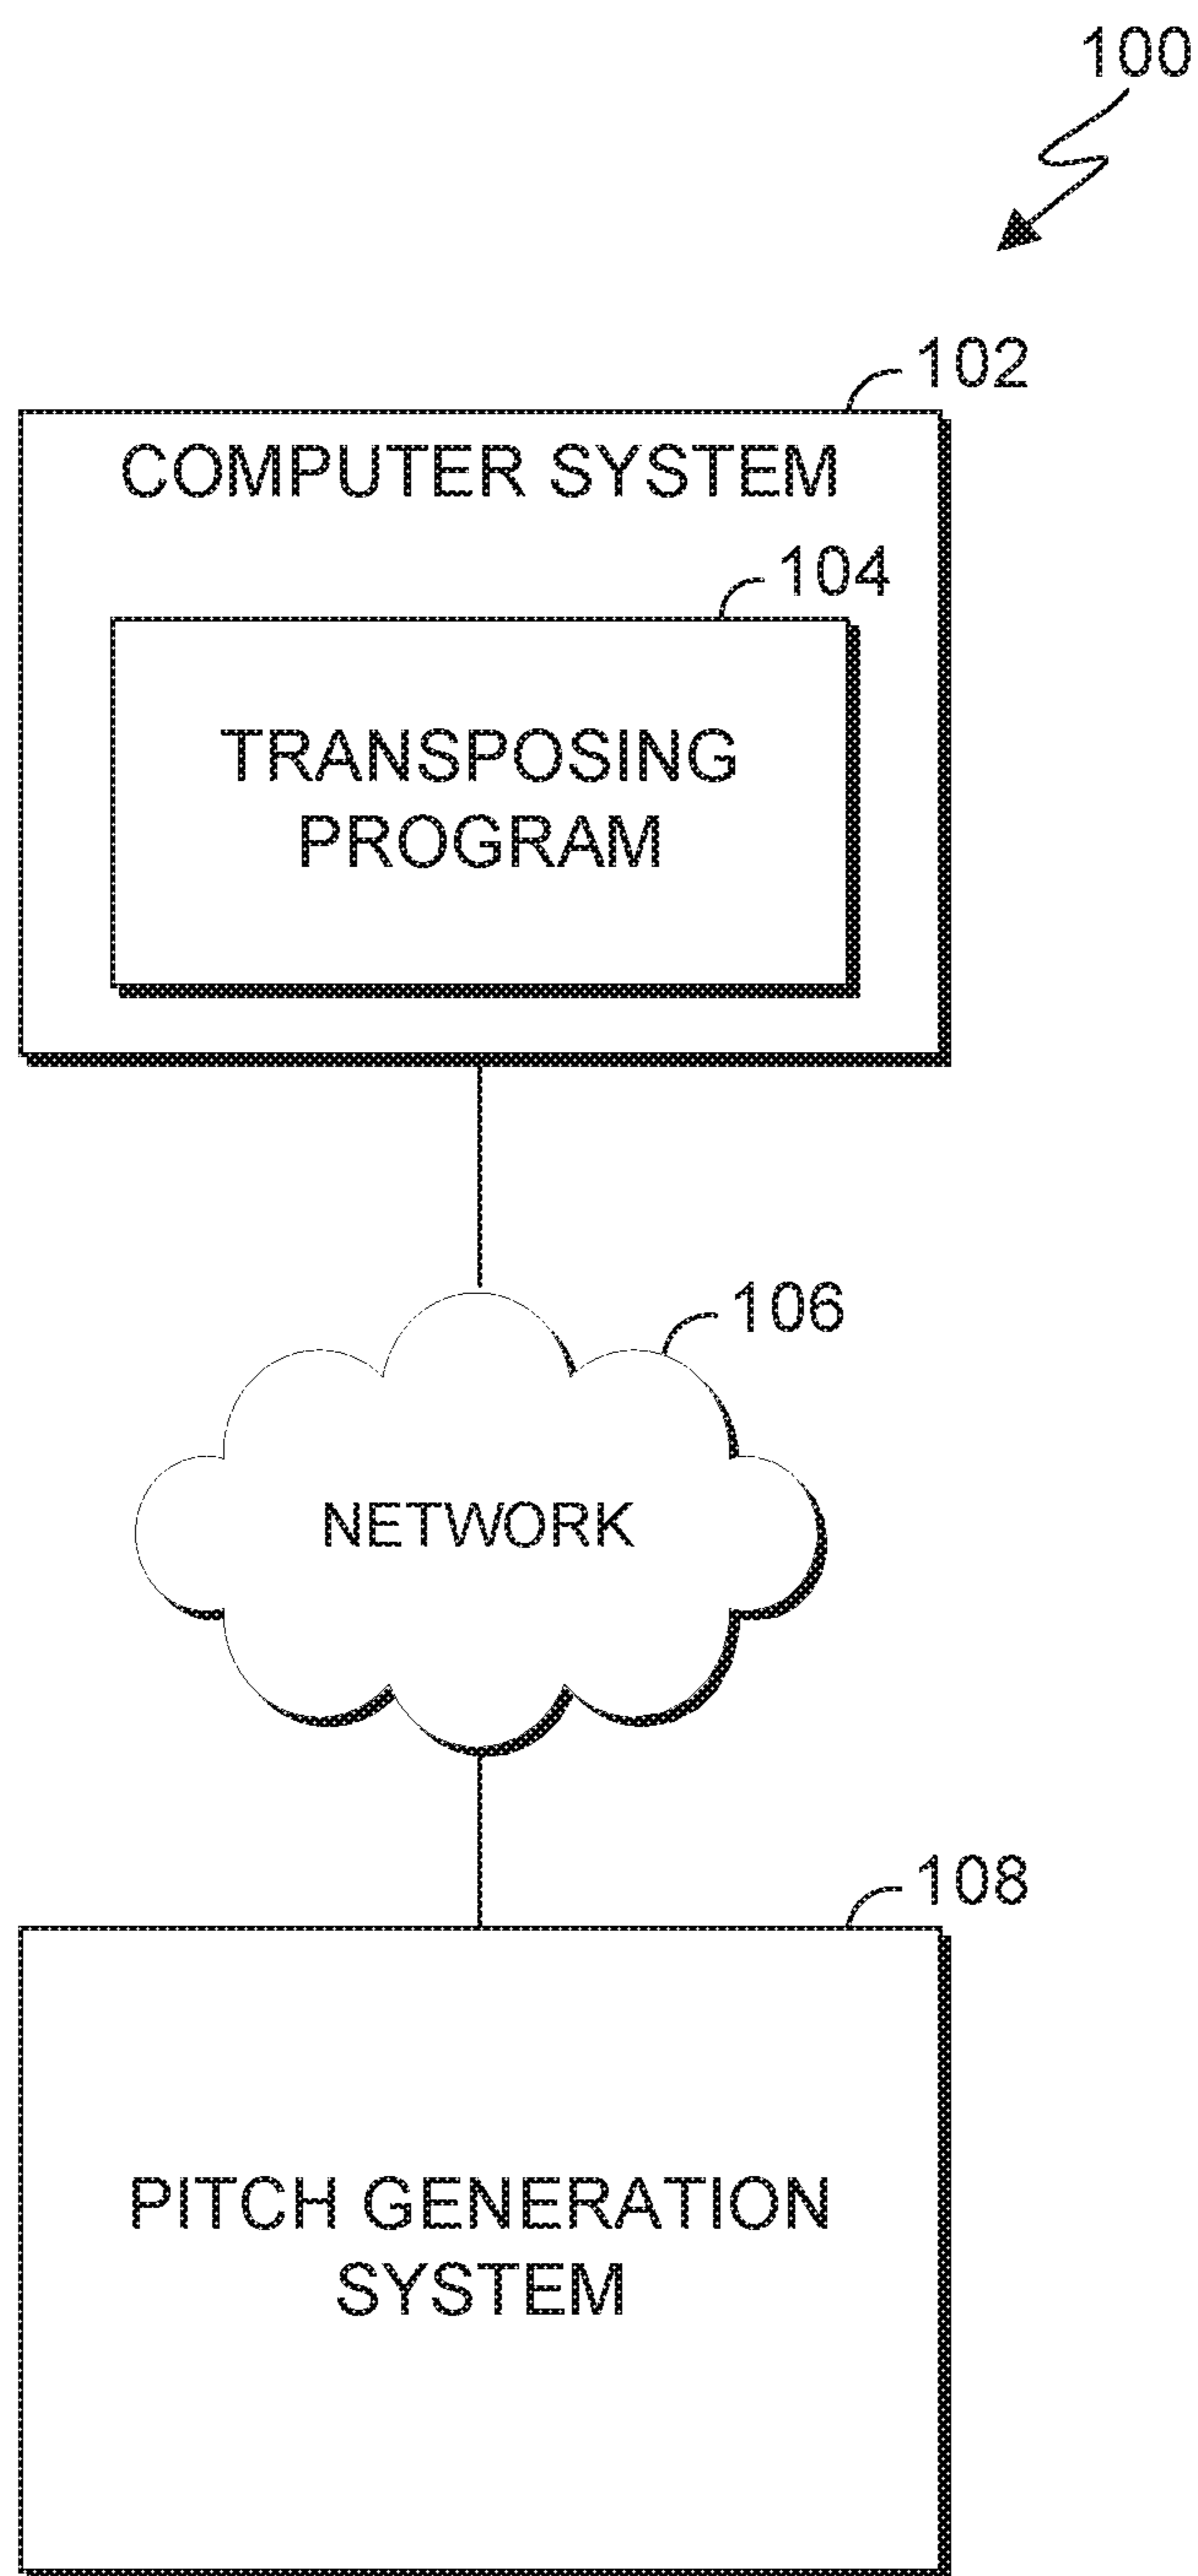 100
102
COMPUTER SYSTEM
104
TRANSPOSING
PROGRAM
106
NETWORK
108
PITCH GENERATION
SYSTEM